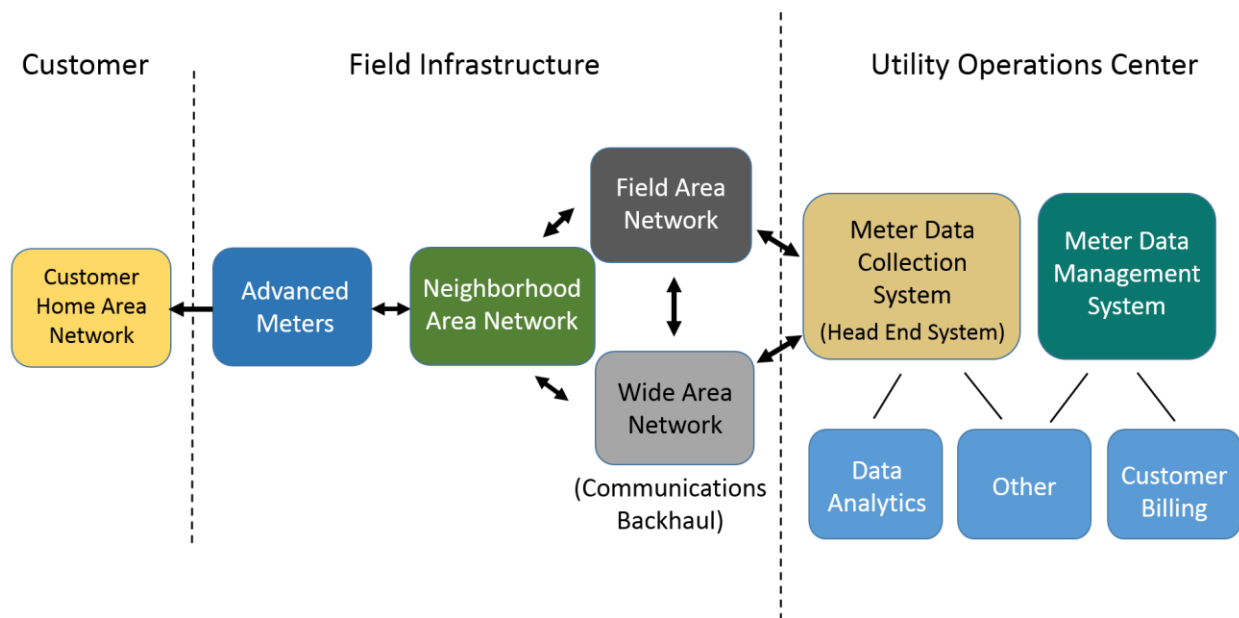 Customer
Field Infrastructure
Utility Operations Center
Customer
Home Area
Network
Advanced
Meters
Neighborhood
Area Network
Field Area
Network
Wide Area
Network
(Communications
Backhaul)
Meter Data
Collection
System
(Head End System)
Meter Data
Management
System
Data
Analytics
Other
Customer
Billing